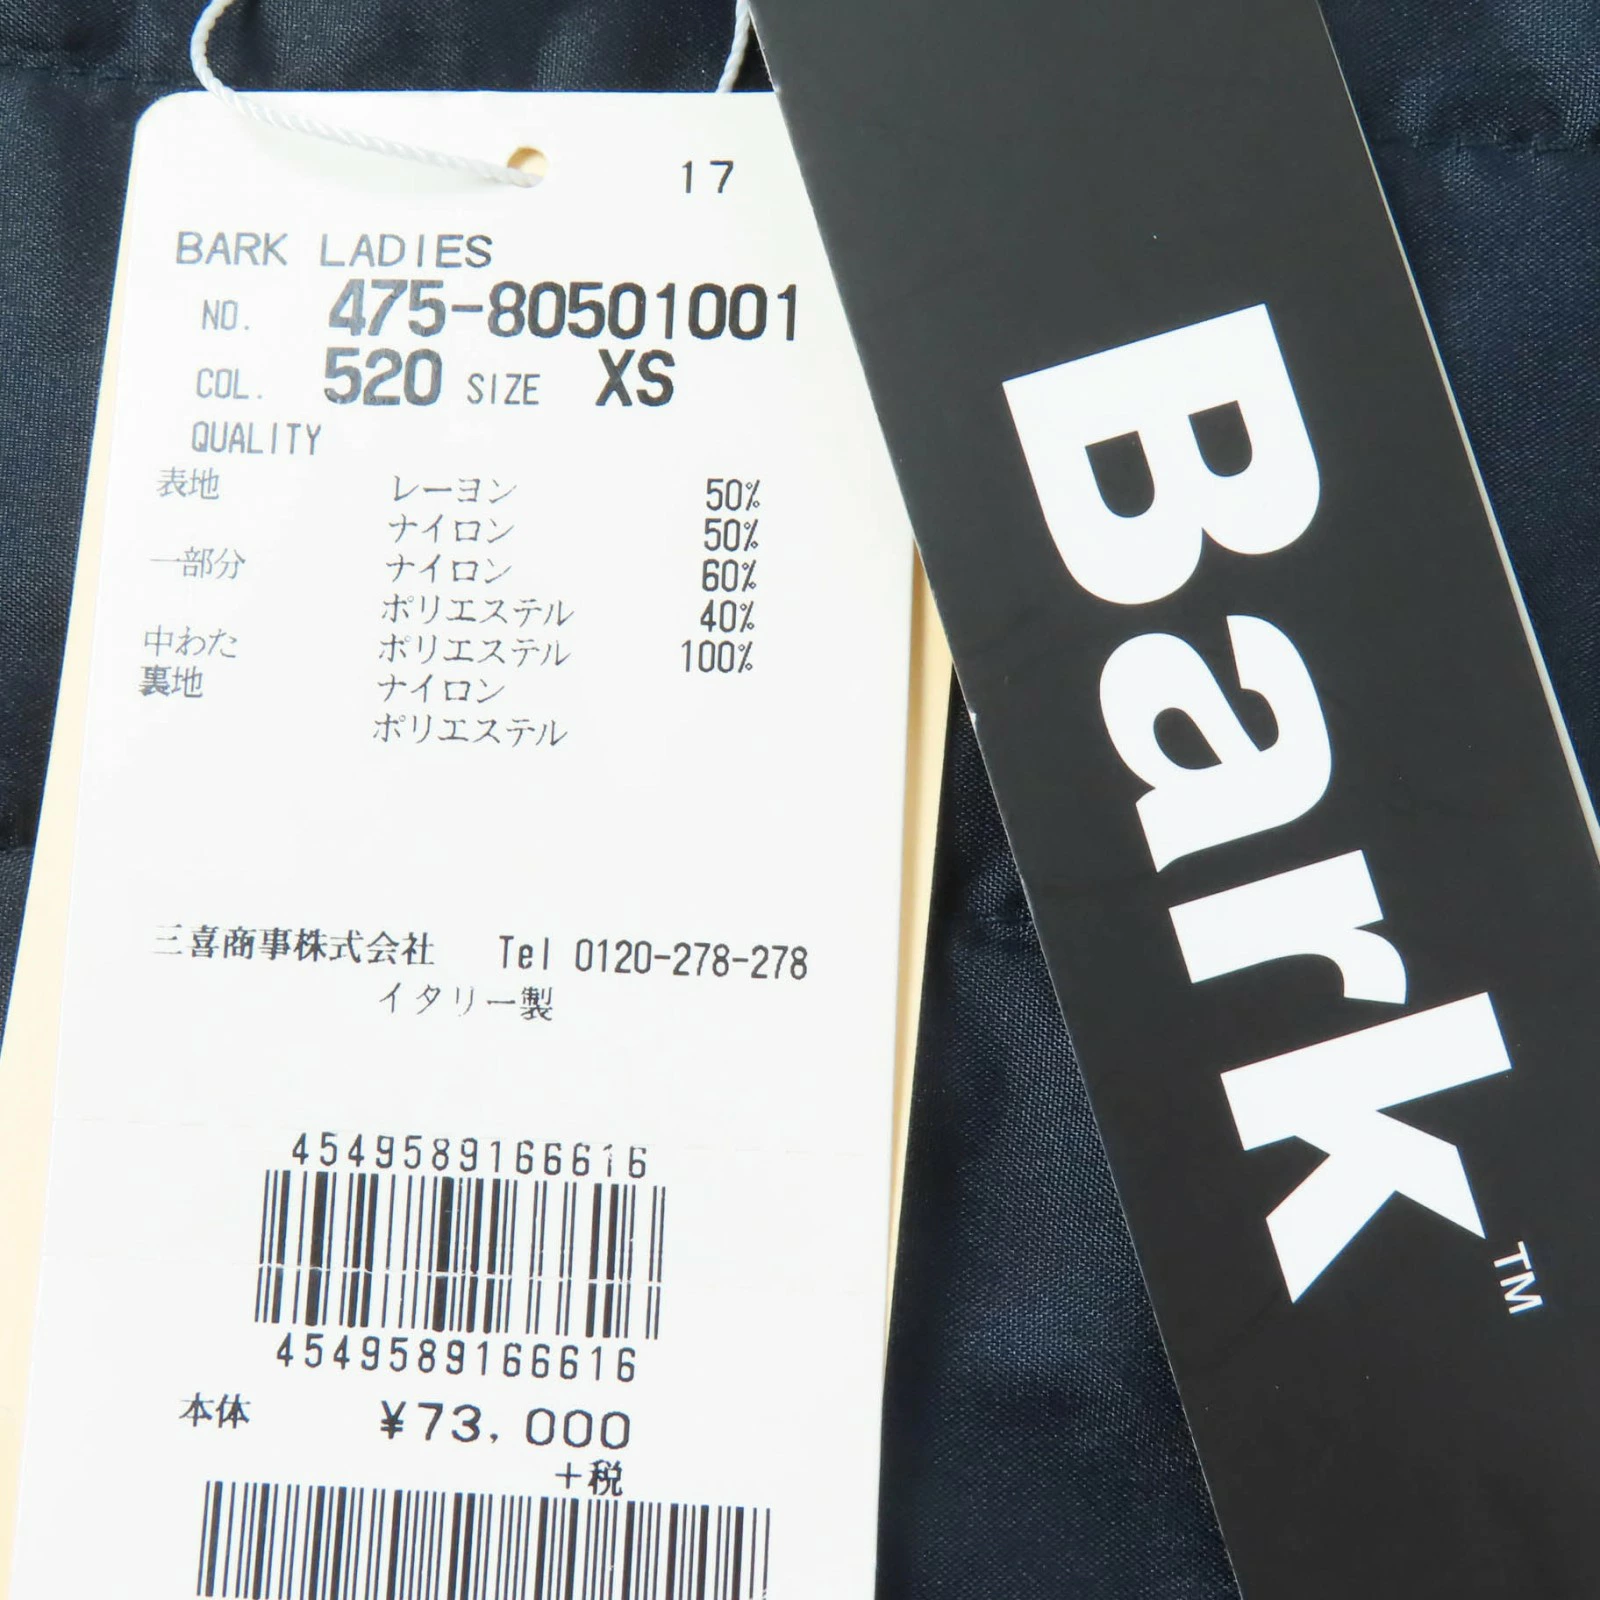 17
BARK LADIES
NO. 475-80501001
COL. 520 SIZE XS
QUALITY
表地 レーヨン 50%
ナイロン 50%
一部分 ナイロン 60%
ポリエステル 40%
中わた ポリエステル 100%
裏地 ナイロン
ポリエステル
三喜商事株式会社 Tel 0120-278-278
イタリー製
4549589166616
4549589166616
本体 ¥73,000
+税
Bark™